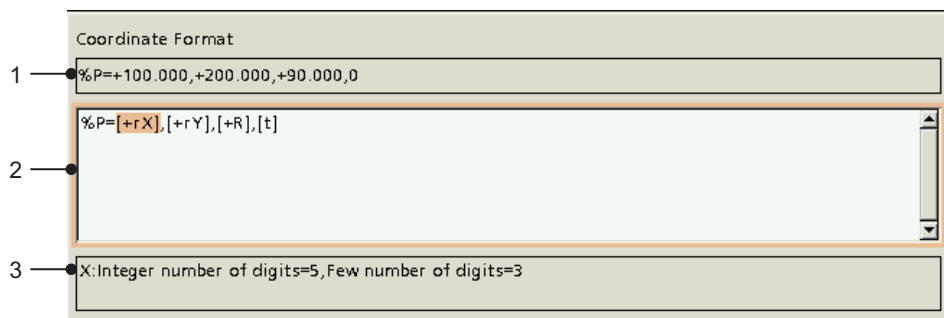 Coordinate Format
1
%P=+100.000,+200.000,+90.000,0
2
%P=[+rX],[+rY],[+R],[t]
3
X:Integer number of digits=5,Few number of digits=3